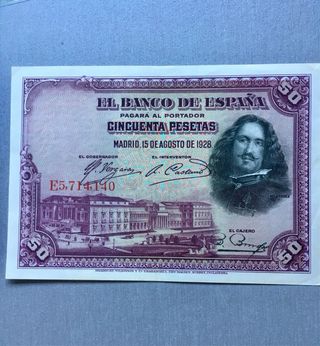 50
50
EL BANCO DE ESPAÑA
PAGARÁ AL PORTADOR
CINCUENTA PESETAS
MADRID, 15 DE AGOSTO DE 1928
EL GOBERNADOR
EL INTERVENTOR
E5,714,140
EL CAJERO
50
50